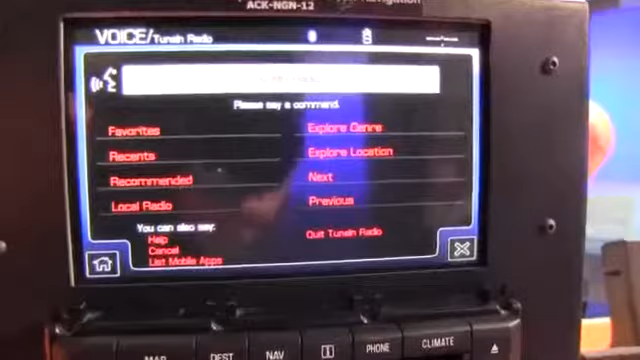 ACK-NGN-12
VOICE/TuneIn Radio
Please say a command.
Favorites
Explore Genre
Recents
Explore Location
Recommended
Next
Local Radio
Previous
You can also say:
Help
Quit TuneIn Radio
Cancel
List Mobile Apps
MAP
DEST
NAV
i
PHONE
CLIMATE